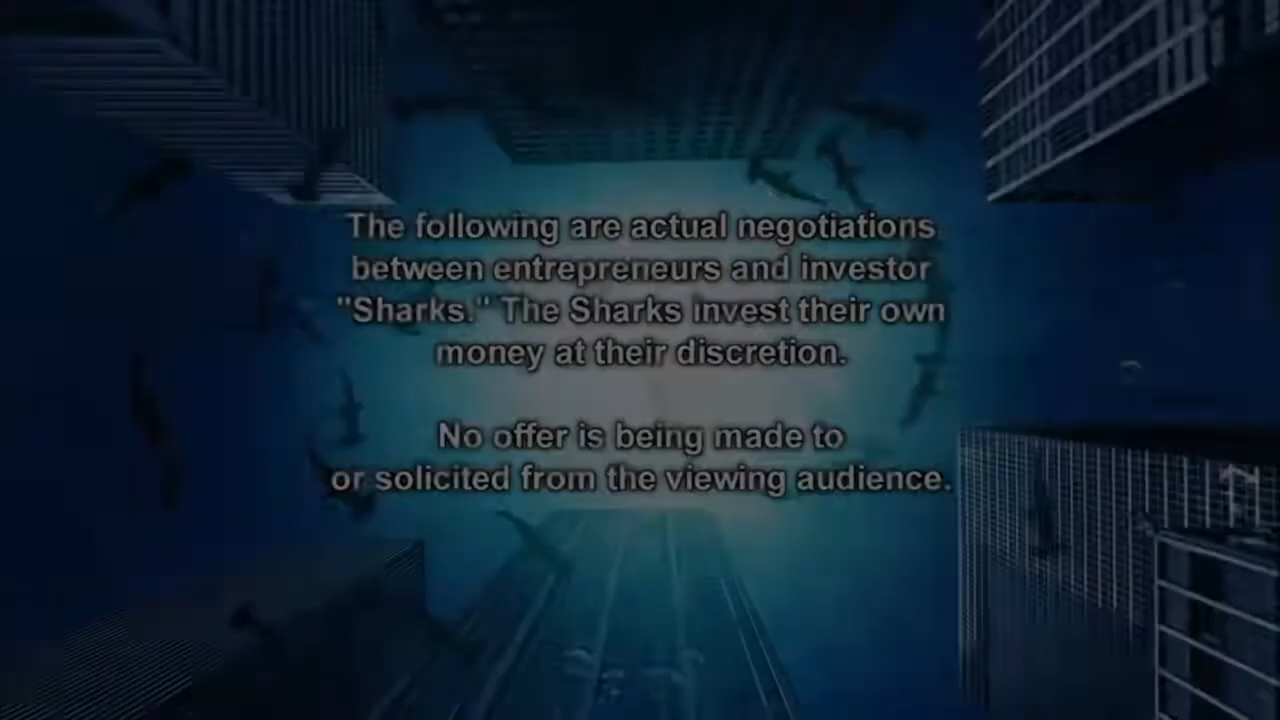 The following are actual negotiations
between entrepreneurs and investor
"Sharks." The Sharks invest their own
money at their discretion.
No offer is being made to
or solicited from the viewing audience.